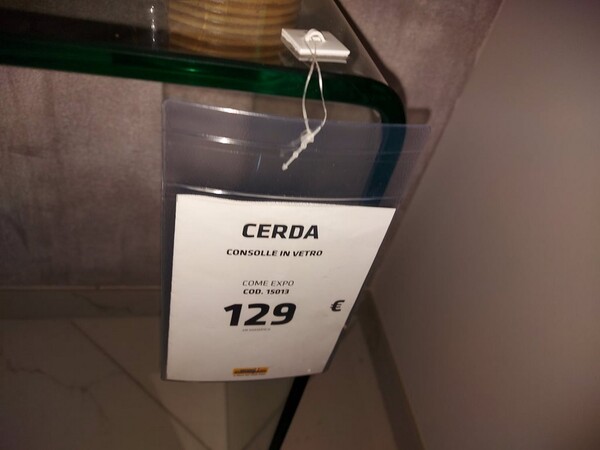 CERDA
CONSOLLE IN VETRO
COME EXPO
COD. 15013
129 €